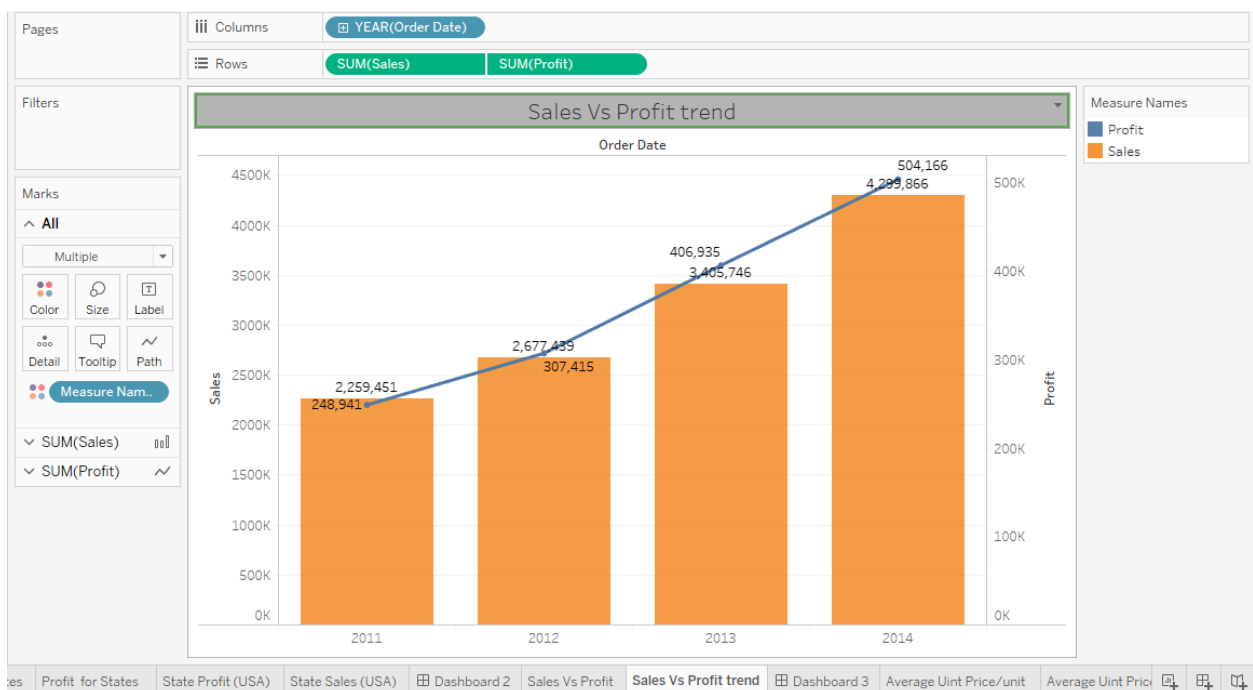 Pages
Columns
YEAR(Order Date)
Rows
SUM(Sales)
SUM(Profit)
Filters
Marks
All
Multiple
Color
Size
Label
Detail
Tooltip
Path
Measure Nam..
SUM(Sales)
SUM(Profit)
Sales Vs Profit trend
Order Date
Sales
4500K
4000K
3500K
3000K
2500K
2000K
1500K
1000K
500K
0K
2,259,451
248,941
2,677,439
307,415
406,935
3,405,746
504,166
4,299,866
500K
400K
300K
200K
100K
0K
Profit
2011
2012
2013
2014
Measure Names
Profit
Sales
Profit for States
State Profit (USA)
State Sales (USA)
Dashboard 2
Sales Vs Profit
Sales Vs Profit trend
Dashboard 3
Average Uint Price/unit
Average Uint Pric